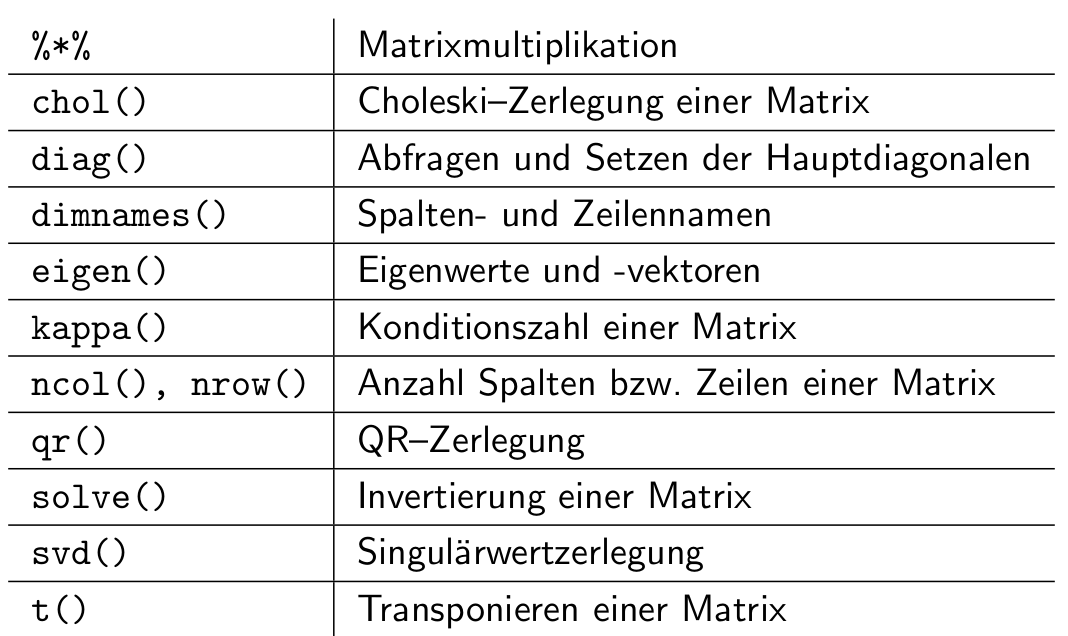 %*% Matrixmultiplikation
chol() Choleski–Zerlegung einer Matrix
diag() Abfragen und Setzen der Hauptdiagonalen
dimnames() Spalten- und Zeilennamen
eigen() Eigenwerte und -vektoren
kappa() Konditionszahl einer Matrix
ncol(), nrow() Anzahl Spalten bzw. Zeilen einer Matrix
qr() QR–Zerlegung
solve() Invertierung einer Matrix
svd() Singulärwertzerlegung
t() Transponieren einer Matrix